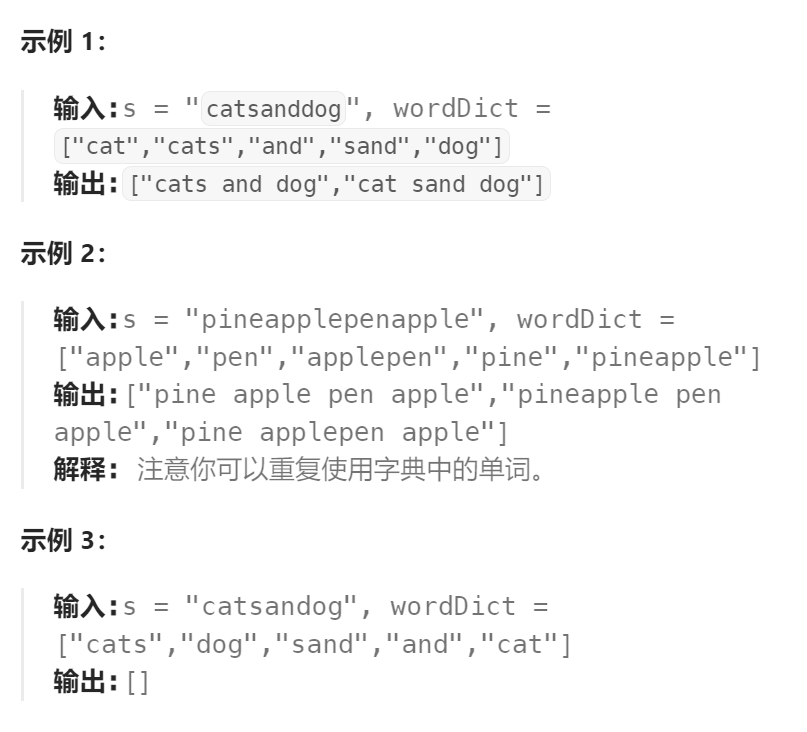 示例 1：
输入:s = "catsanddog", wordDict =
["cat","cats","and","sand","dog"]
输出:["cats and dog","cat sand dog"]
示例 2：
输入:s = "pineapplepenapple", wordDict =
["apple","pen","applepen","pine","pineapple"]
输出:["pine apple pen apple","pineapple pen
apple","pine applepen apple"]
解释: 注意你可以重复使用字典中的单词。
示例 3：
输入:s = "catsandog", wordDict =
["cats","dog","sand","and","cat"]
输出:[]